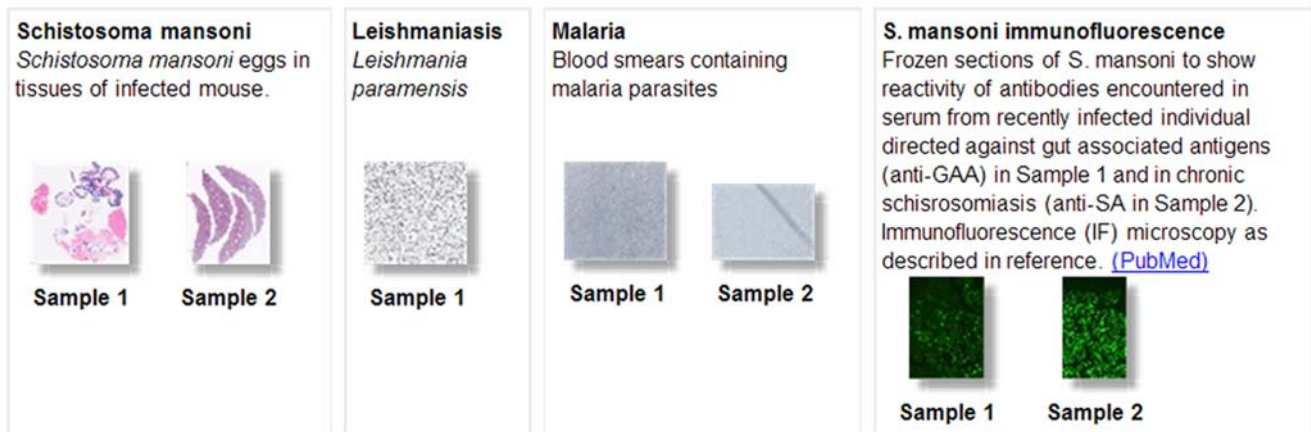 Schistosoma mansoni
Schistosoma mansoni eggs in
tissues of infected mouse.
Sample 1
Sample 2
Leishmaniasis
Leishmania
paramensis
Sample 1
Malaria
Blood smears containing
malaria parasites
Sample 1
Sample 2
S. mansoni immunofluorescence
Frozen sections of S. mansoni to show
reactivity of antibodies encountered in
serum from recently infected individual
directed against gut associated antigens
(anti-GAA) in Sample 1 and in chronic
schisrosomiasis (anti-SA in Sample 2).
Immunofluorescence (IF) microscopy as
described in reference. (PubMed)
Sample 1
Sample 2